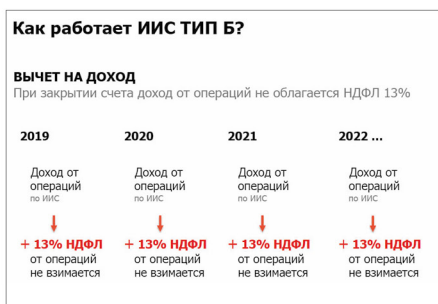 Как работает ИИС ТИП Б?
ВЫЧЕТ НА ДОХОД
При закрытии счета доход от операций не облагается НДФЛ 13%
2019
Доход от
операций
по ИИС
+ 13% НДФЛ
от операций
не взимается
2020
Доход от
операций
по ИИС
+ 13% НДФЛ
от операций
не взимается
2021
Доход от
операций
по ИИС
+ 13% НДФЛ
от операций
не взимается
2022 ...
Доход от
операций
по ИИС
+ 13% НДФЛ
от операций
не взимается